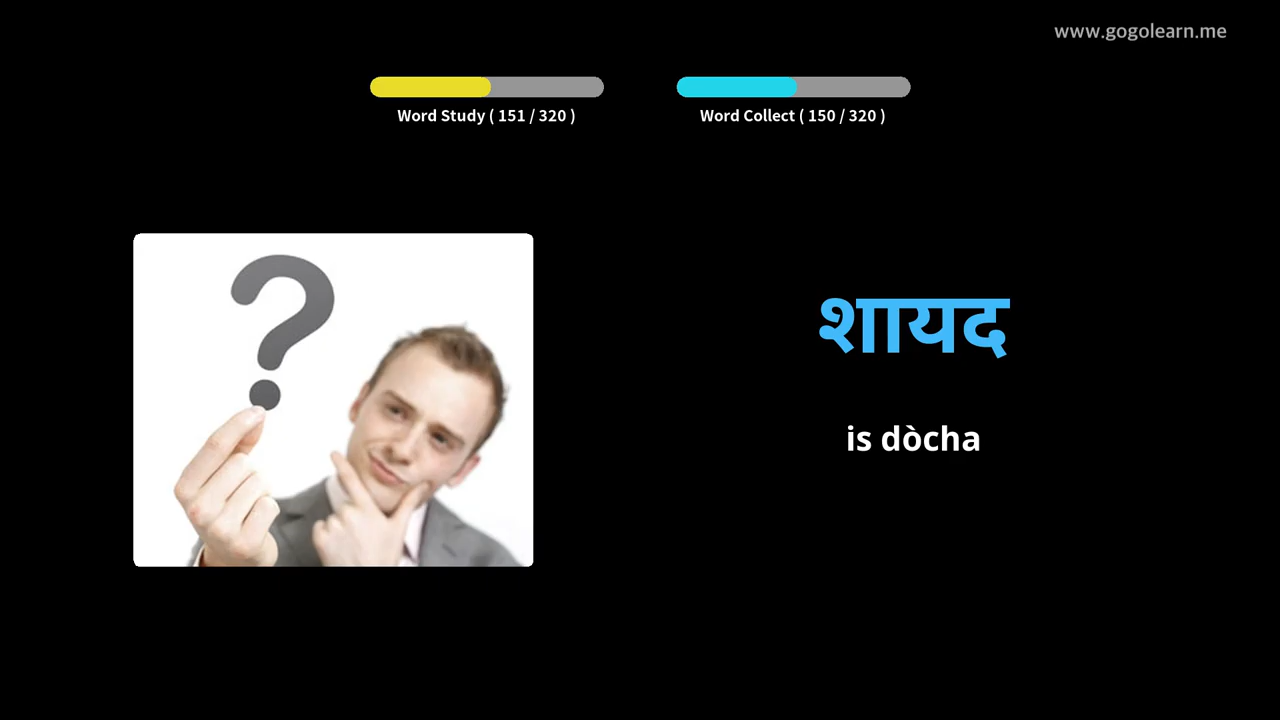 www.gogolearn.me
Word Study ( 151 / 320 )
Word Collect ( 150 / 320 )
शायद
is dòcha